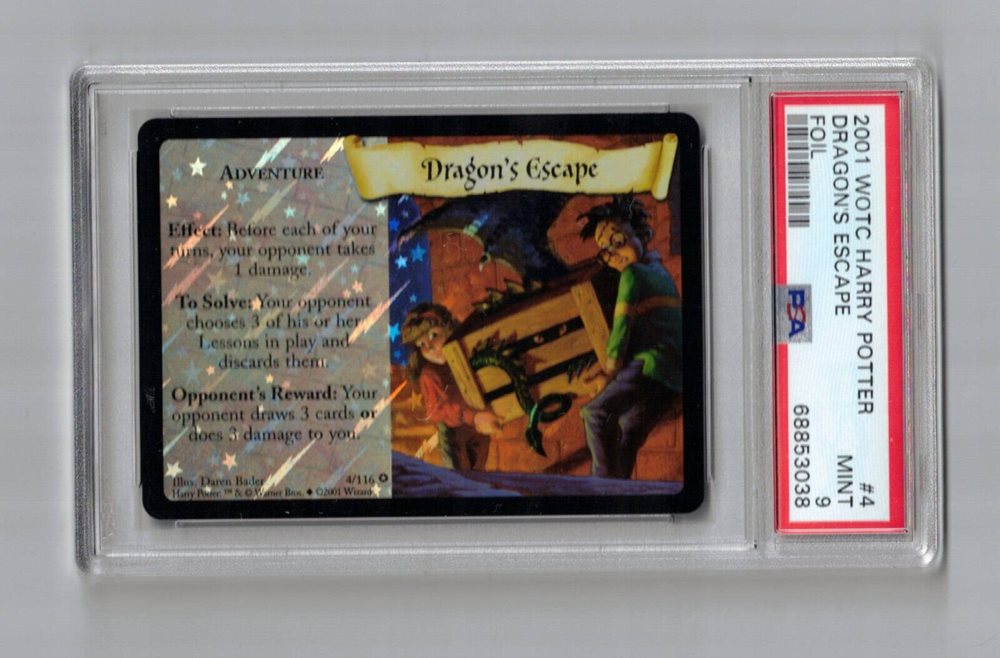 Dragon's Escape
ADVENTURE
Effect: Before each of your
turns, your opponent takes
1 damage.
To Solve: Your opponent
chooses 3 of his or her
Lessons in play and
discards them.
Opponent's Reward: Your
opponent draws 3 cards or
does 3 damage to you.
Illus. Daren Bader 4/116
Harry Potter: ™ & © Warner Bros. ◆ ©2001 Wizards
2001 WOTC HARRY POTTER #4
DRAGON'S ESCAPE MINT
FOIL 9
PSA 68853038